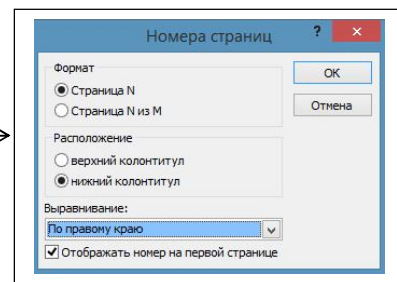 Номера страниц ? ×
Формат
Страница N
Страница N из M
Расположение
верхний колонтитул
нижний колонтитул
Выравнивание:
По правому краю
Отображать номер на первой странице
OK
Отмена